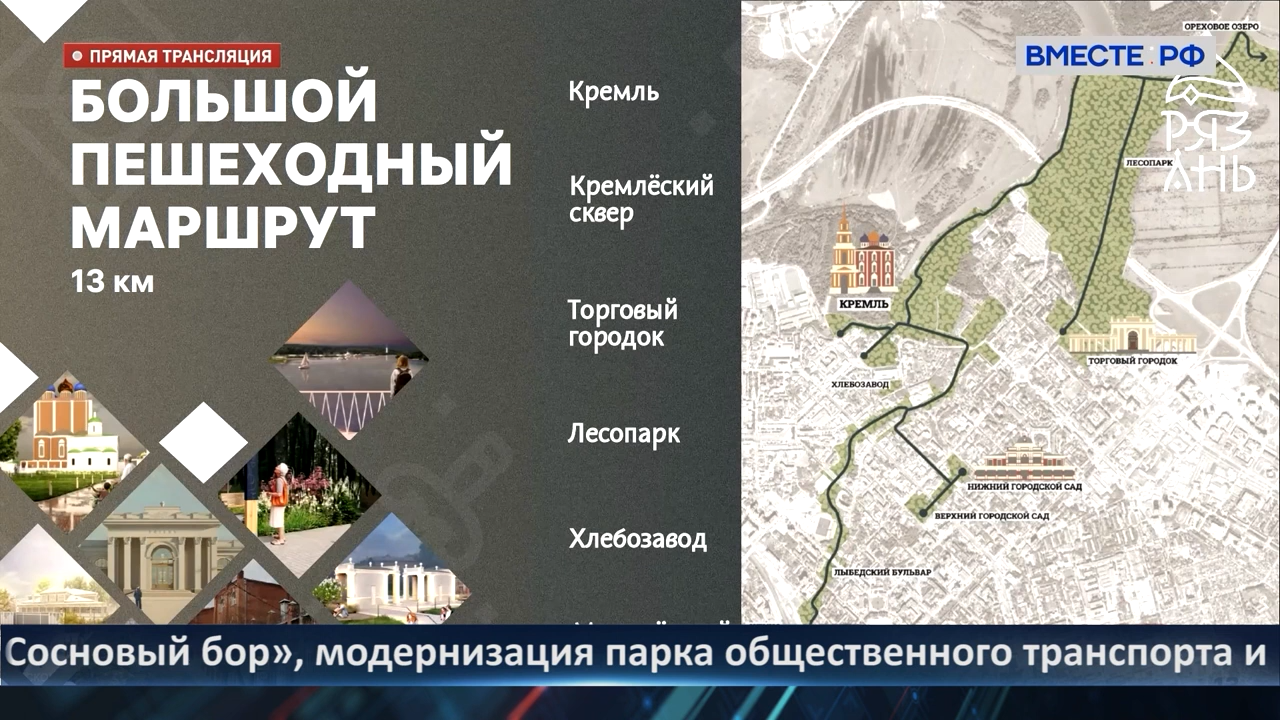 ПРЯМАЯ ТРАНСЛЯЦИЯ
БОЛЬШОЙ
ПЕШЕХОДНЫЙ
МАРШРУТ
13 км
Кремль
Кремлёский
сквер
Торговый
городок
Лесопарк
Хлебозавод
ОРЕХОВОЕ ОЗЕРО
ВМЕСТЕ РФ
РЯЗ
АНЬ
ЛЕСОПАРК
КРЕМЛЬ
ТОРГОВЫЙ ГОРОДОК
ХЛЕБОЗАВОД
НИЖНИЙ ГОРОДСКОЙ САД
ВЕРХНИЙ ГОРОДСКОЙ САД
ЛЫБЕДСКИЙ БУЛЬВАР
Сосновый бор», модернизация парка общественного транспорта и